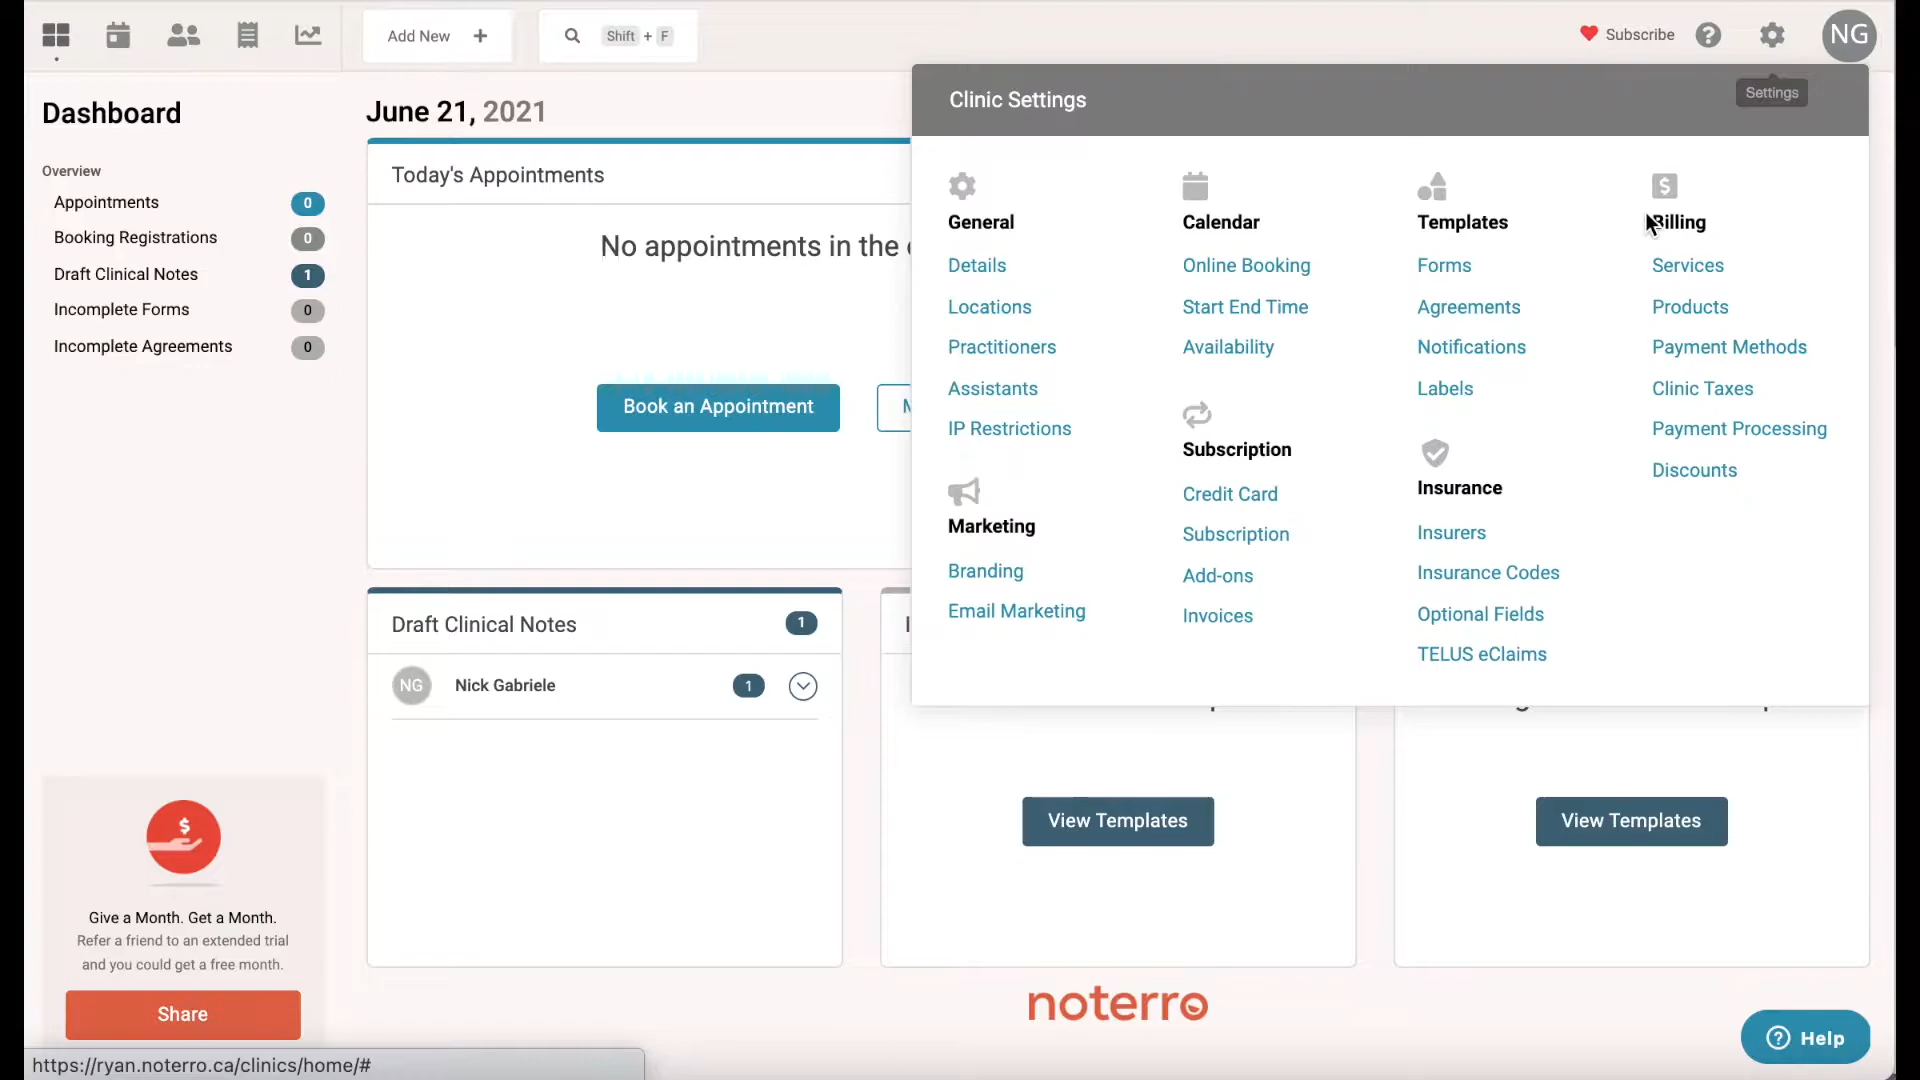 Add New +
Shift + F
Subscribe
NG
Dashboard
Overview
Appointments 0
Booking Registrations 0
Draft Clinical Notes 1
Incomplete Forms 0
Incomplete Agreements 0
June 21, 2021
Today's Appointments
No appointments in the
Book an Appointment
Clinic Settings
Settings
General
Details
Locations
Practitioners
Assistants
IP Restrictions
Marketing
Branding
Email Marketing
Calendar
Online Booking
Start End Time
Availability
Subscription
Credit Card
Subscription
Add-ons
Invoices
Templates
Forms
Agreements
Notifications
Labels
Insurance
Insurers
Insurance Codes
Optional Fields
TELUS eClaims
Billing
Services
Products
Payment Methods
Clinic Taxes
Payment Processing
Discounts
Draft Clinical Notes 1
NG Nick Gabriele 1
View Templates
View Templates
Give a Month. Get a Month.
Refer a friend to an extended trial
and you could get a free month.
Share
noterro
Help
https://ryan.noterro.ca/clinics/home/#